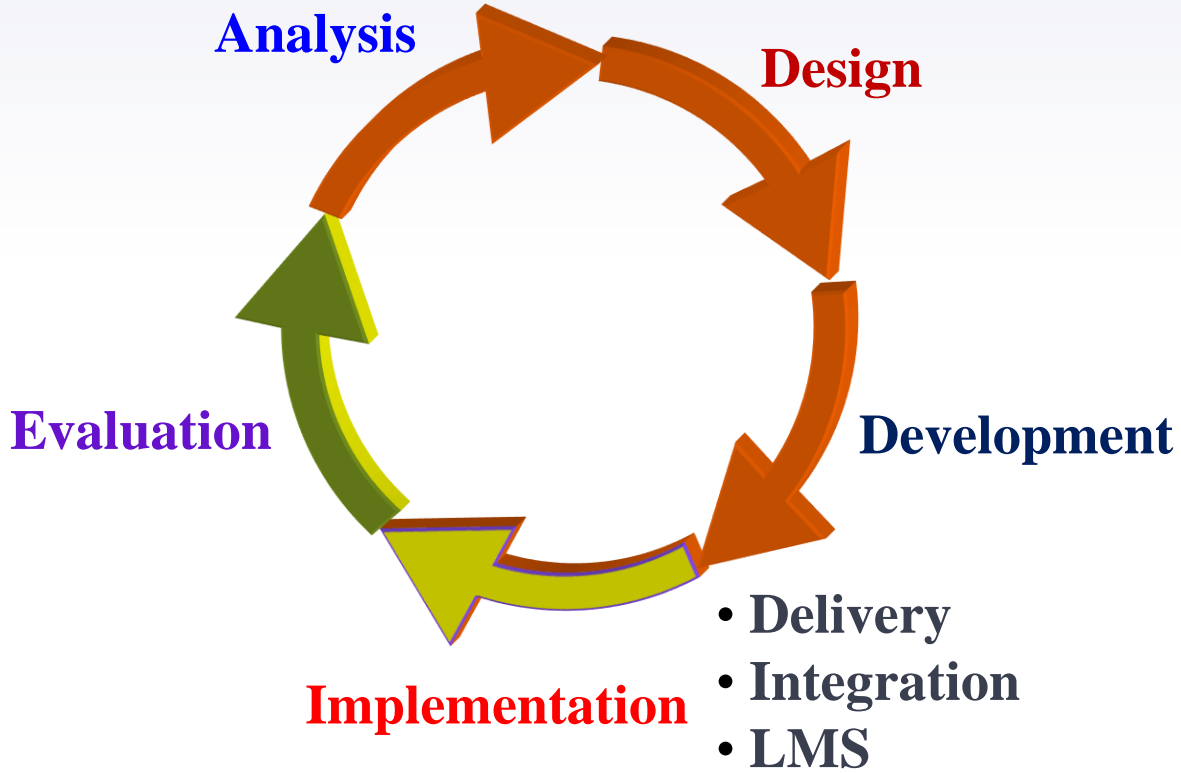 Analysis
Design
Evaluation
Development
• Delivery
Implementation
• Integration
• LMS